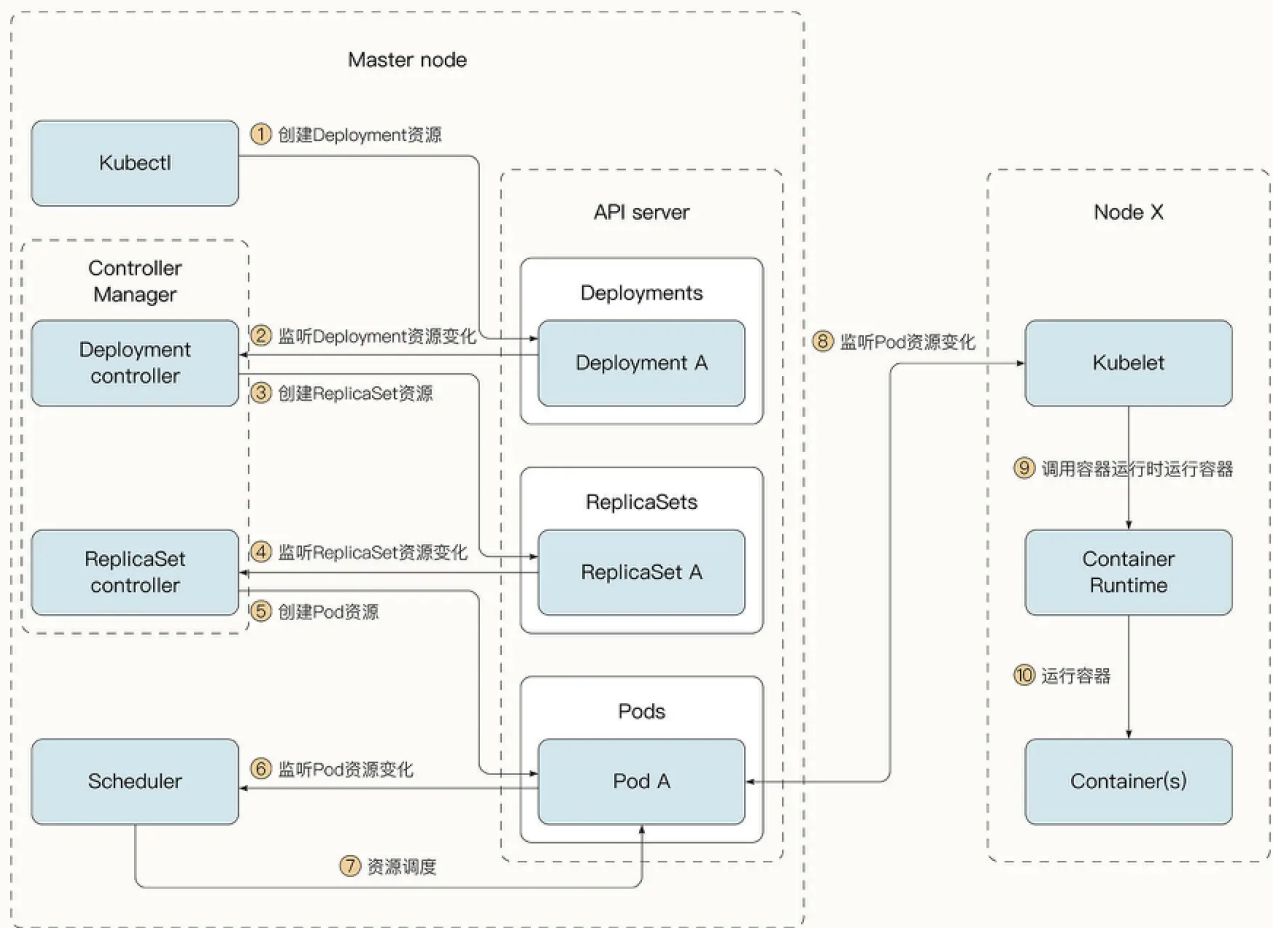 Master node
Kubectl
① 创建Deployment资源
API server
Node X
Controller
Manager
Deployments
Deployment
controller
② 监听Deployment资源变化
Deployment A
③ 创建ReplicaSet资源
⑧ 监听Pod资源变化
Kubelet
⑨ 调用容器运行时运行容器
ReplicaSets
ReplicaSet
controller
④ 监听ReplicaSet资源变化
ReplicaSet A
⑤ 创建Pod资源
Container
Runtime
⑩ 运行容器
Pods
Scheduler
⑥ 监听Pod资源变化
Pod A
Container(s)
⑦ 资源调度